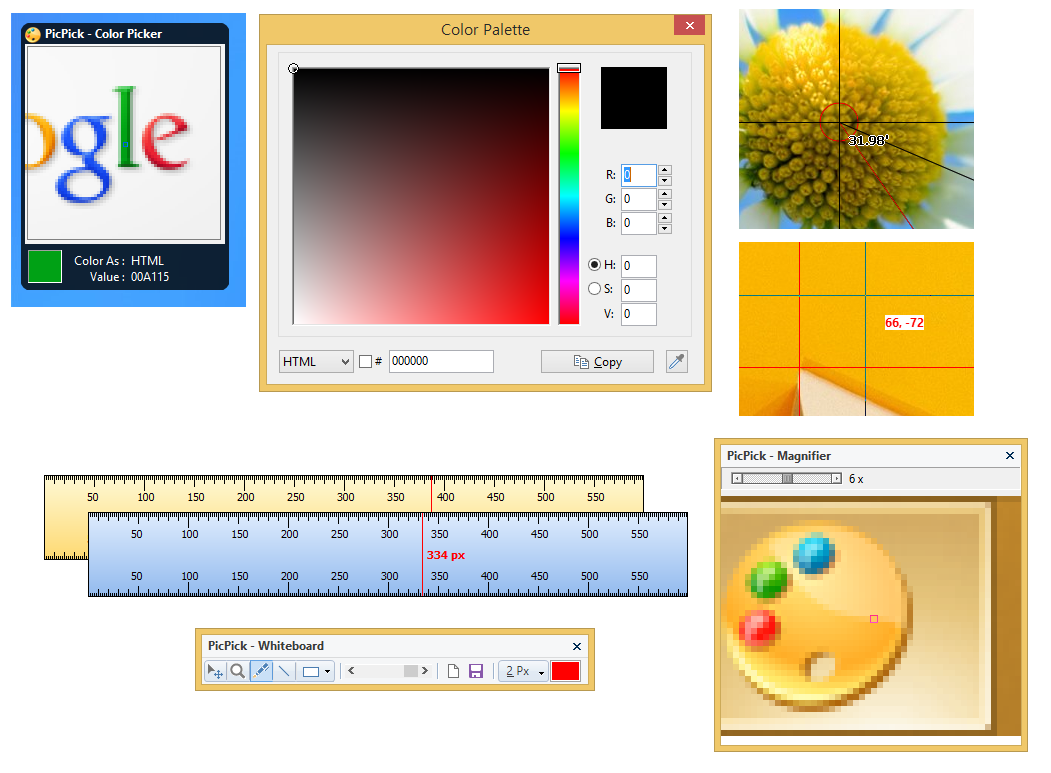 PicPick - Color Picker
ogle
Color As : HTML
Value : 00A115
Color Palette
R: 0
G: 0
B: 0
H: 0
S: 0
V: 0
HTML
#
000000
Copy
31.98°
66, -72
50 100 150 200 250 300 350 400 450 500 550
50 100 150 200 250 300 350 400 450 500 550
334 px
50 100 150 200 250 300 350 400 450 500 550
PicPick - Whiteboard
2 Px
PicPick - Magnifier
6 x